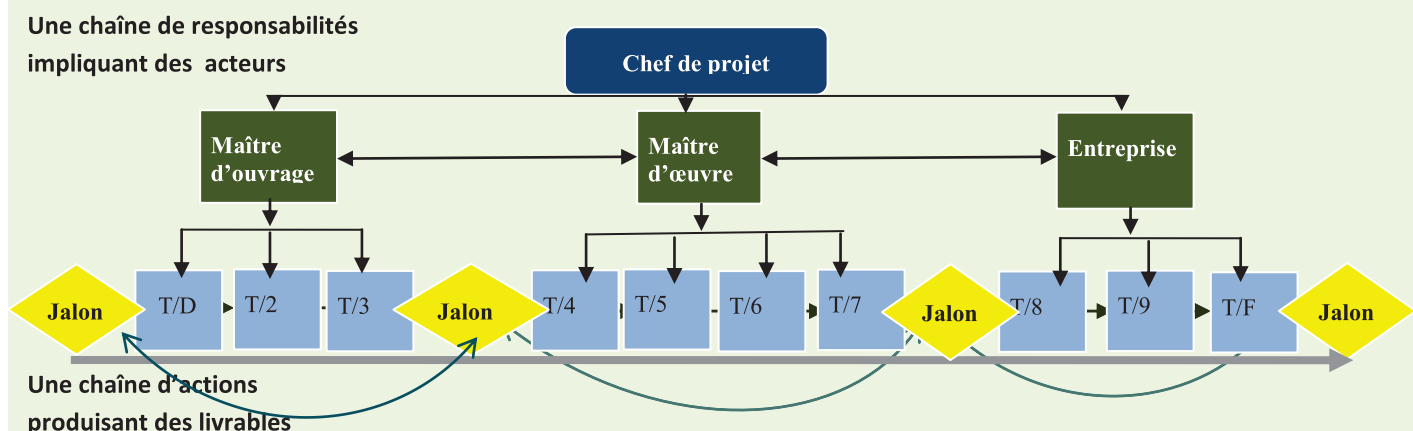 Une chaîne de responsabilités
impliquant des  acteurs
Chef de projet
Maître
d’ouvrage
Maître
d’œuvre
Entreprise
Jalon
T/D
T/2
T/3
Jalon
T/4
T/5
T/6
T/7
Jalon
T/8
T/9
T/F
Jalon
Une chaîne d’actions
produisant des livrables